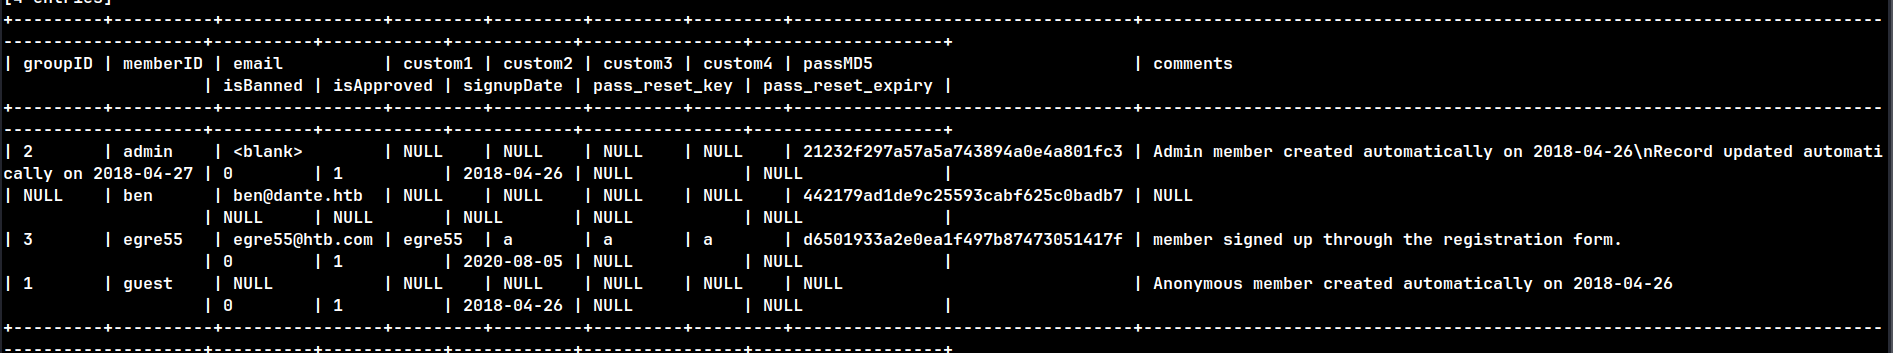 [4 entries]
+---------+----------+----------------+---------+---------+---------+---------+----------------------------------+--------------------------------------------------------------------------
--------------------+----------+------------+------------+----------------+-------------------+
| groupID | memberID | email          | custom1 | custom2 | custom3 | custom4 | passMD5                          | comments
                    | isBanned | isApproved | signupDate | pass_reset_key | pass_reset_expiry |
+---------+----------+----------------+---------+---------+---------+---------+----------------------------------+--------------------------------------------------------------------------
--------------------+----------+------------+------------+----------------+-------------------+
| 2       | admin    | <blank>        | NULL    | NULL    | NULL    | NULL    | 21232f297a57a5a743894a0e4a801fc3 | Admin member created automatically on 2018-04-26\nRecord updated automati
cally on 2018-04-27 | 0        | 1          | 2018-04-26 | NULL           | NULL              |
| NULL    | ben      | ben@dante.htb  | NULL    | NULL    | NULL    | NULL    | 442179ad1de9c25593cabf625c0badb7 | NULL
                    | NULL     | NULL       | NULL       | NULL           | NULL              |
| 3       | egre55   | egre55@htb.com | egre55  | a       | a       | a       | d6501933a2e0ea1f497b87473051417f | member signed up through the registration form.
                    | 0        | 1          | 2020-08-05 | NULL           | NULL              |
| 1       | guest    | NULL           | NULL    | NULL    | NULL    | NULL    | NULL                             | Anonymous member created automatically on 2018-04-26
                    | 0        | 1          | 2018-04-26 | NULL           | NULL              |
+---------+----------+----------------+---------+---------+---------+---------+----------------------------------+--------------------------------------------------------------------------
--------------------+----------+------------+------------+----------------+-------------------+